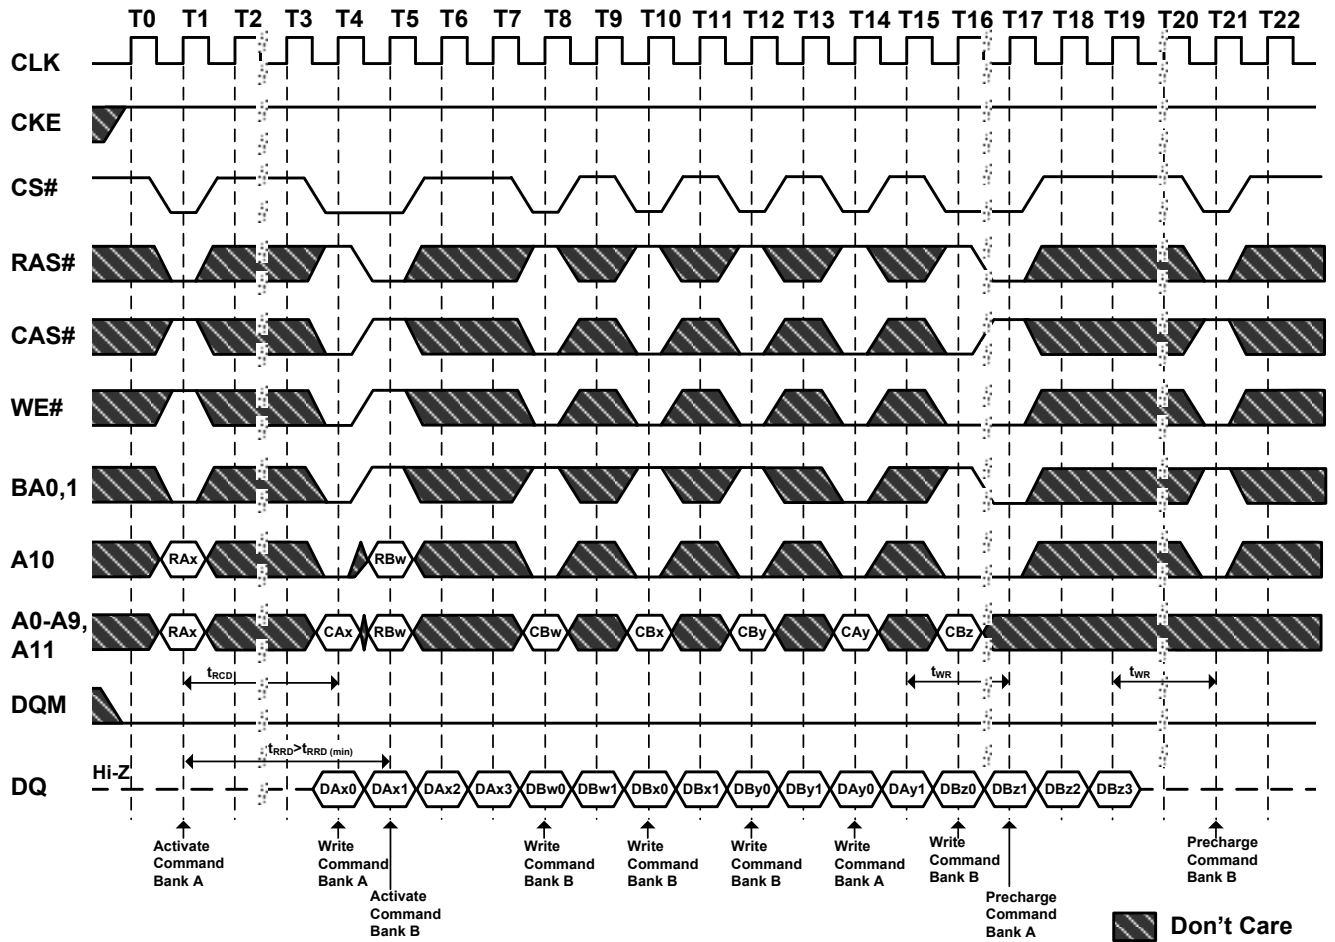 T0 T1 T2 T3 T4 T5 T6 T7 T8 T9 T10 T11 T12 T13 T14 T15 T16 T17 T18 T19 T20 T21 T22
CLK
CKE
CS#
RAS#
CAS#
WE#
BA0,1
A10
RAx RBw
A0-A9,
A11
RAx CAx RBw CBw CBx CBy CAy CBz
tRCD tWR tWR
DQM
tRRD>tRRD (min)
Hi-Z
DQ
DAx0 DAx1 DAx2 DAx3 DBw0 DBw1 DBx0 DBx1 DBy0 DBy1 DAy0 DAy1 DBz0 DBz1 DBz2 DBz3
Activate
Command
Bank A
Write
Command
Bank A
Activate
Command
Bank B
Write
Command
Bank B
Write
Command
Bank B
Write
Command
Bank B
Write
Command
Bank A
Write
Command
Bank B
Precharge
Command
Bank A
Precharge
Command
Bank B
Don't Care